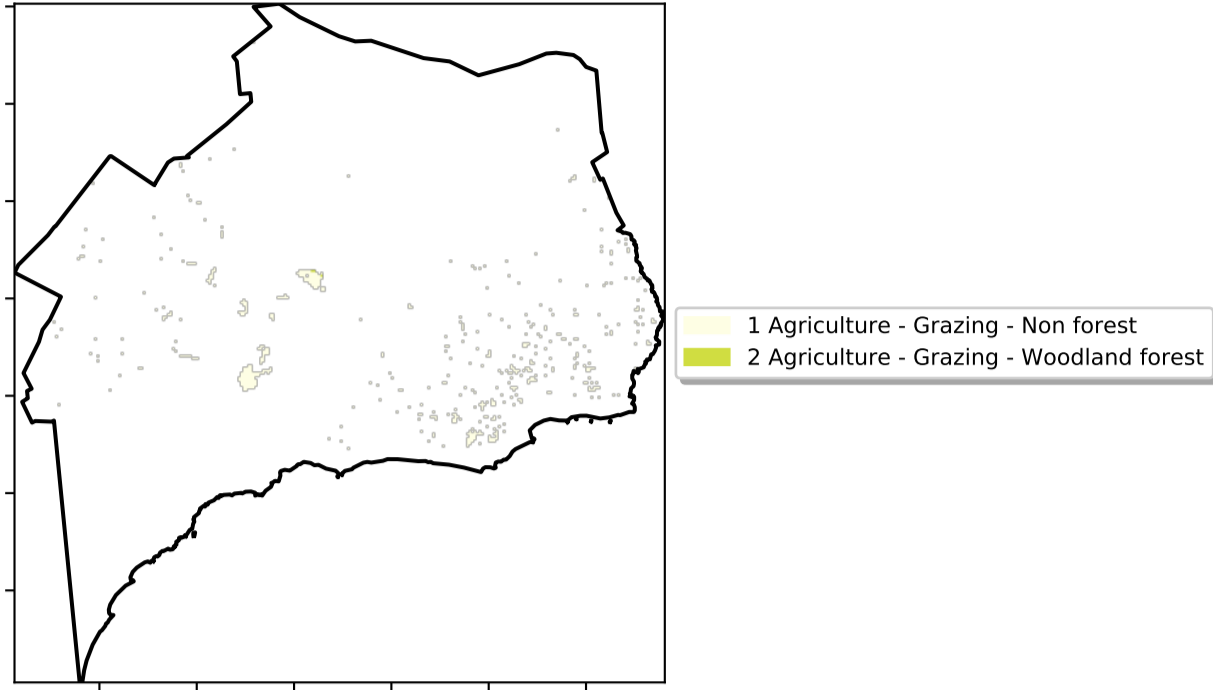 1 Agriculture - Grazing - Non forest
2 Agriculture - Grazing - Woodland forest